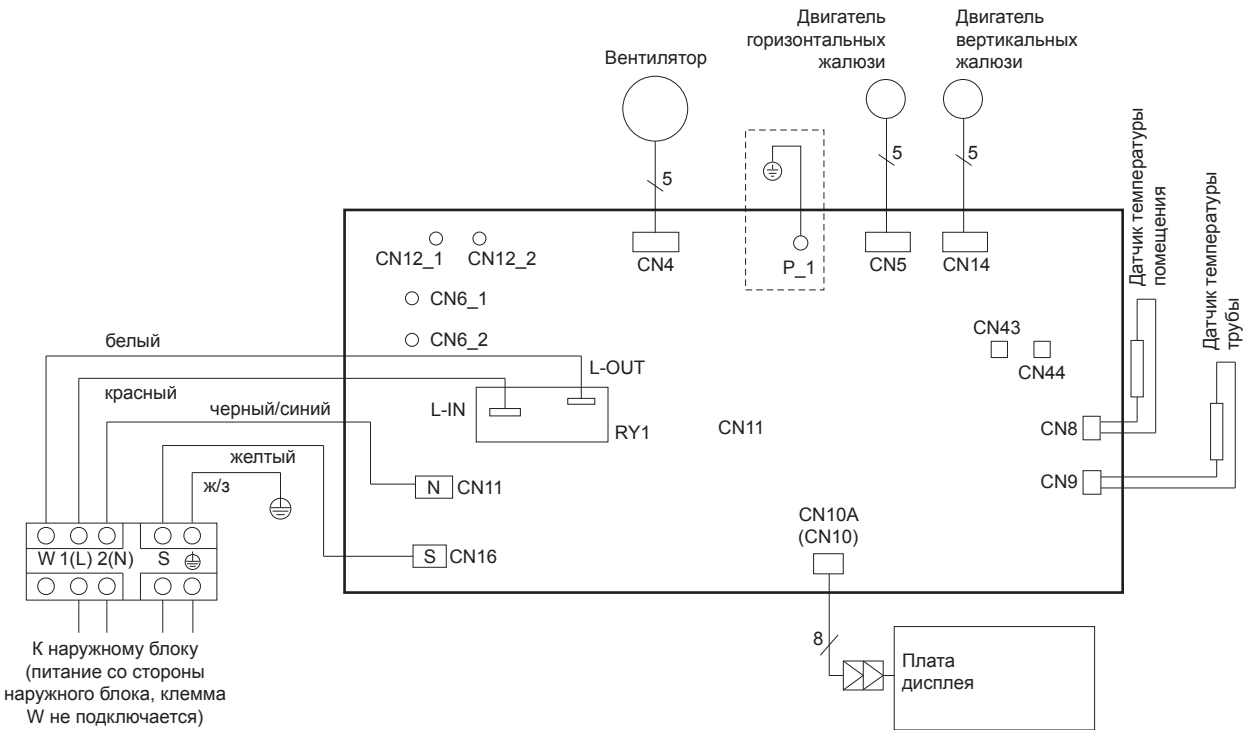 Двигатель
горизонтальных
жалюзи
Двигатель
вертикальных
жалюзи
Вентилятор
5
5
5
Датчик температуры
помещения
Датчик температуры
трубы
CN12_1
CN12_2
CN4
P_1
CN5
CN14
CN6_1
CN6_2
CN43
CN44
белый
L-OUT
красный
L-IN
черный/синий
RY1
CN11
CN8
желтый
CN9
ж/з
N
CN11
CN10A
(CN10)
S
CN16
W 1(L) 2(N)
S
8
Плата
дисплея
К наружному блоку
(питание со стороны
наружного блока, клемма
W не подключается)